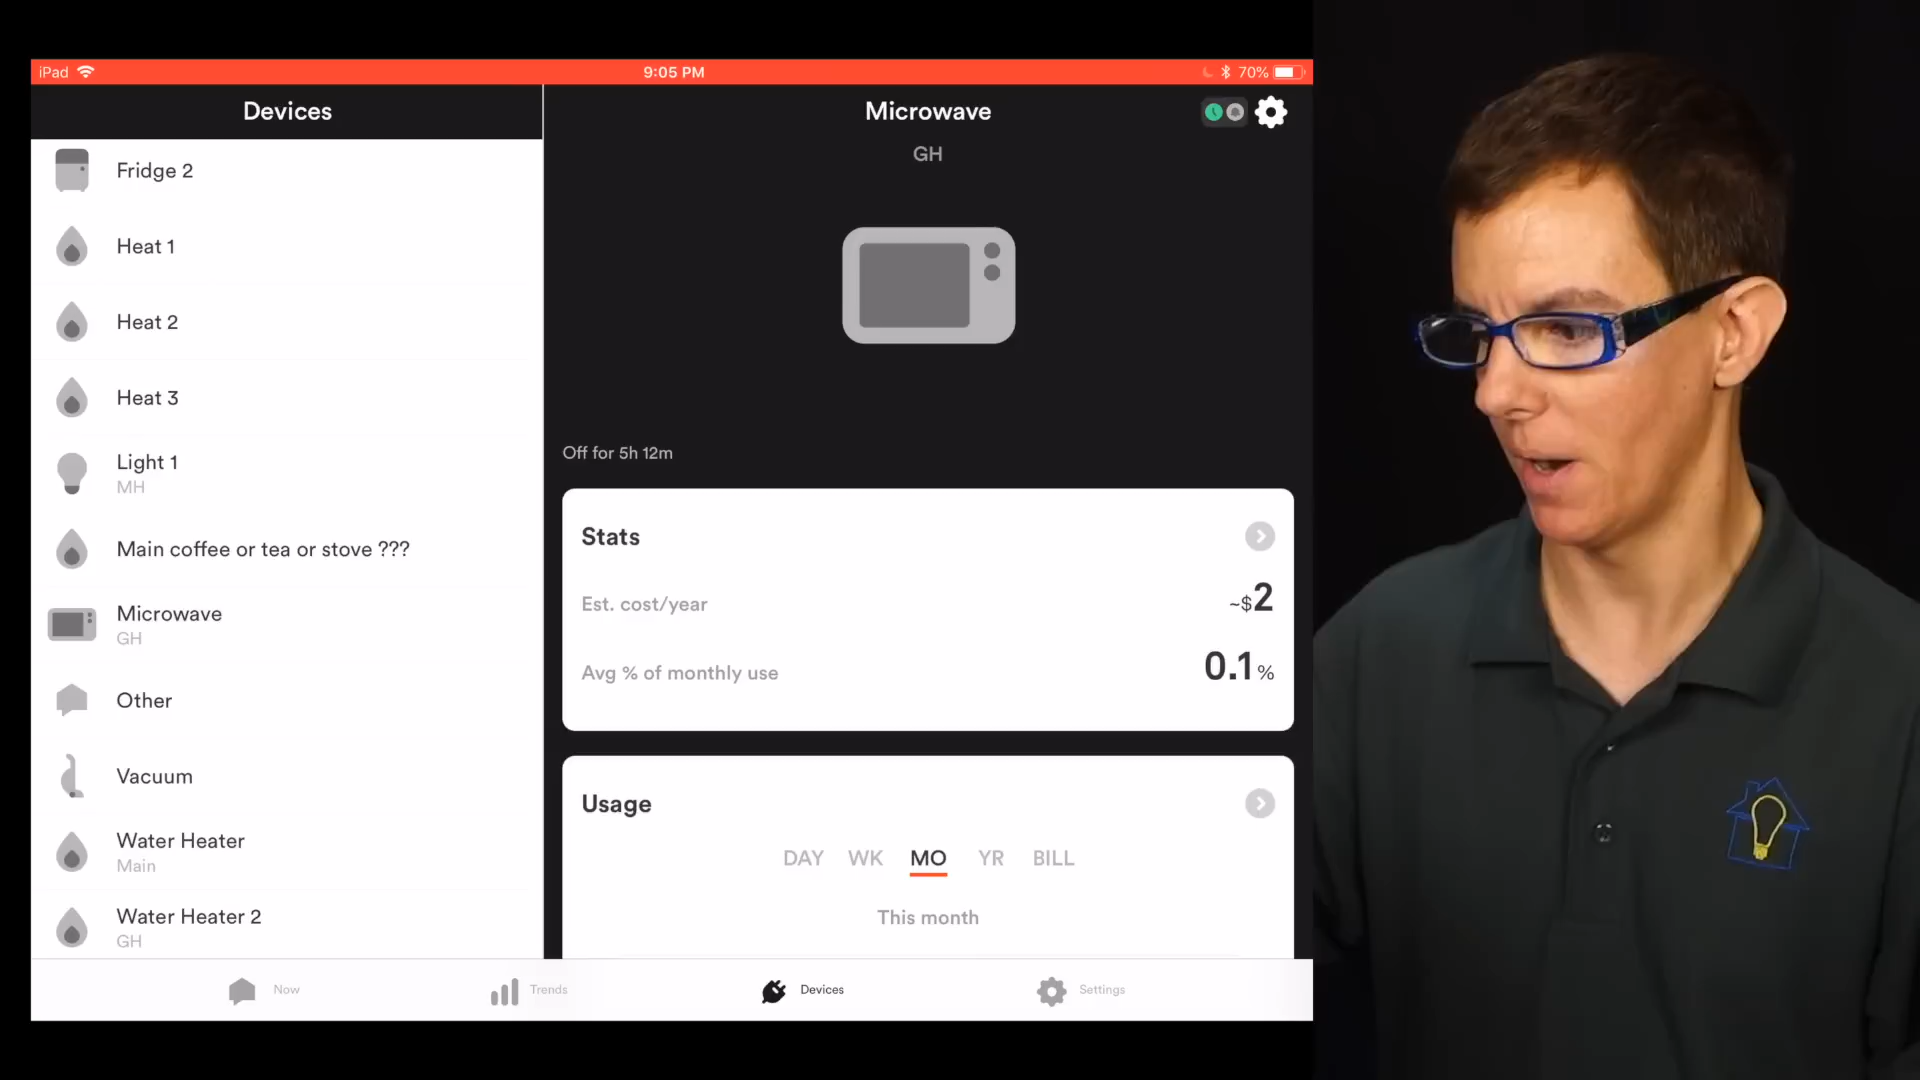 iPad
9:05 PM
70%
Devices
Fridge 2
Heat 1
Heat 2
Heat 3
Light 1
MH
Main coffee or tea or stove ???
Microwave
GH
Other
Vacuum
Water Heater
Main
Water Heater 2
GH
Microwave
GH
Off for 5h 12m
Stats
Est. cost/year
~$2
Avg % of monthly use
0.1%
Usage
DAY WK MO YR BILL
This month
Now
Trends
Devices
Settings